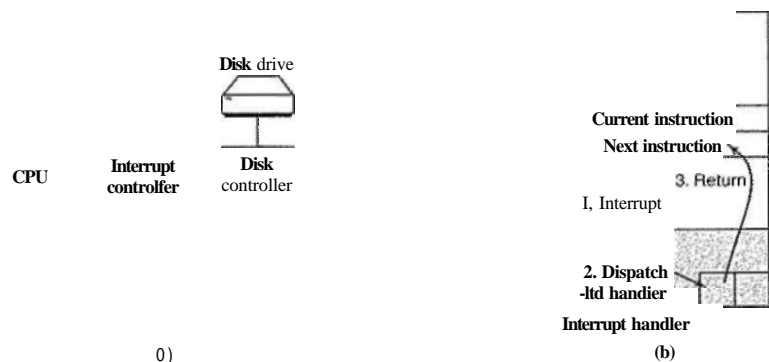 Disk drive
CPU
Interrupt
controlfer
Disk
controller
0)
Current instruction
Next instruction
3. Return
I, Interrupt
2. Dispatch
-ltd handier
Interrupt handler
(b)